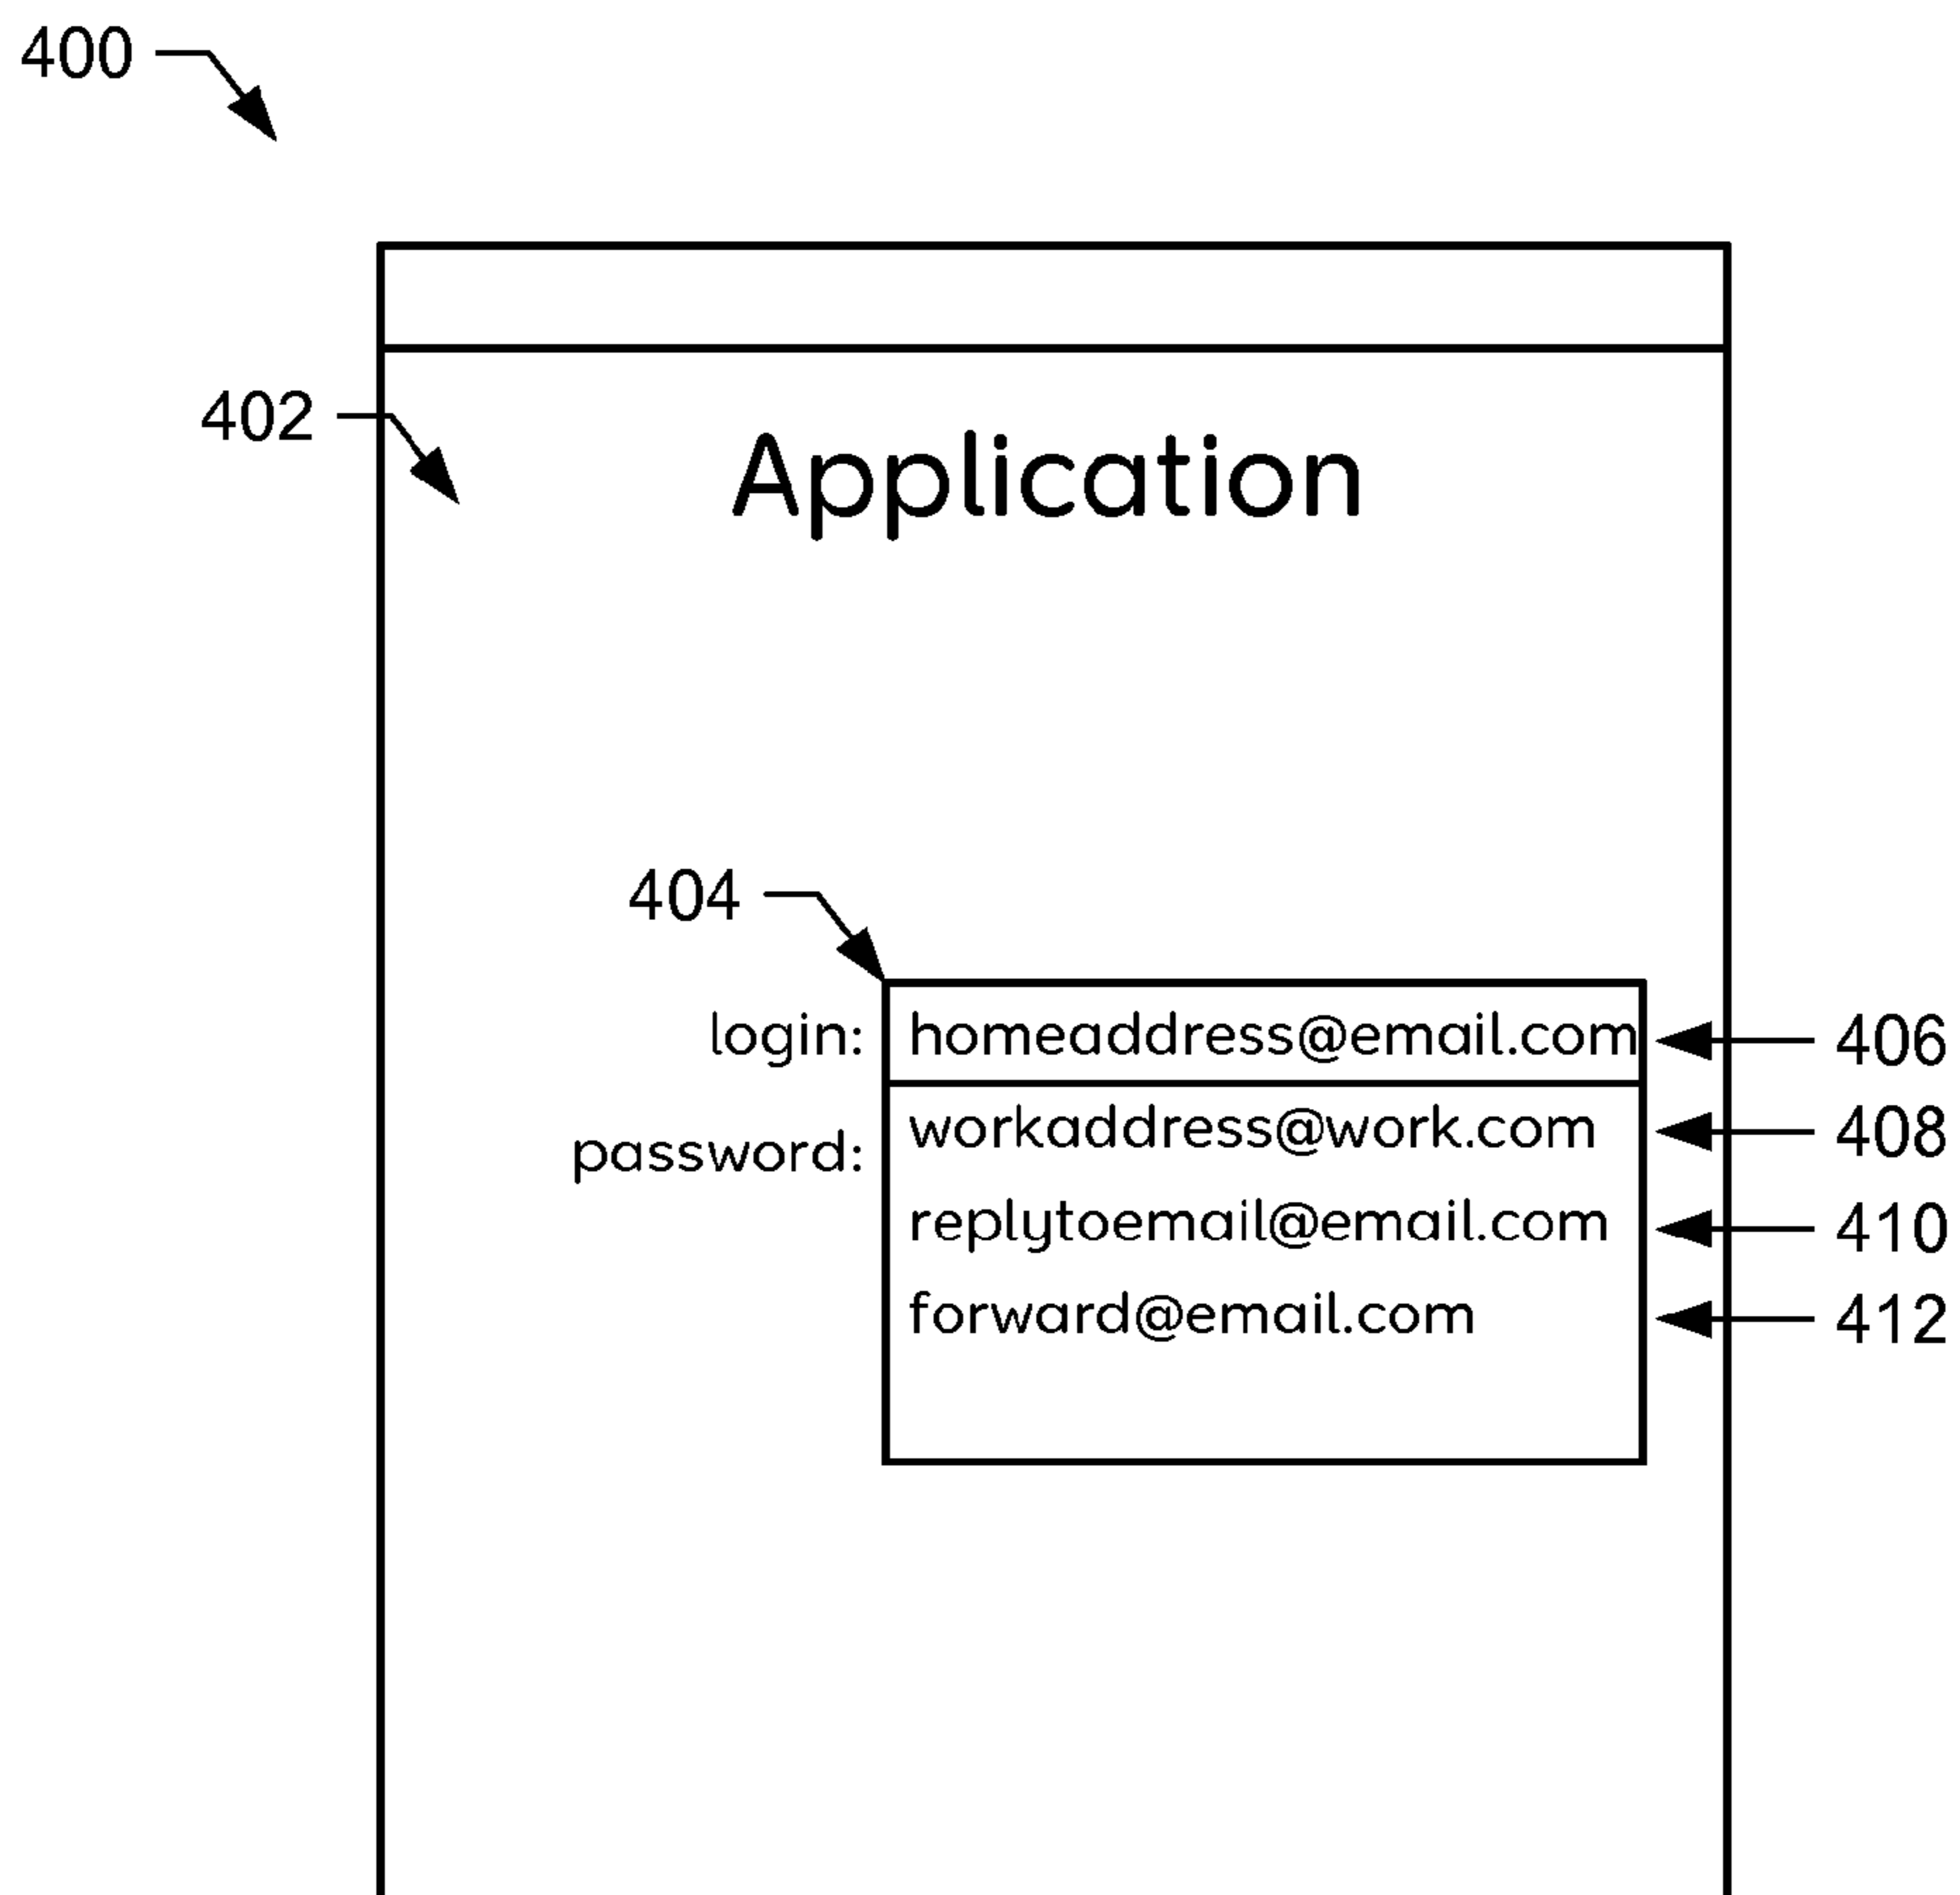 400
402
Application
404
login: homeaddress@email.com 406
workaddress@work.com 408
password:
replytoemail@email.com 410
forward@email.com 412